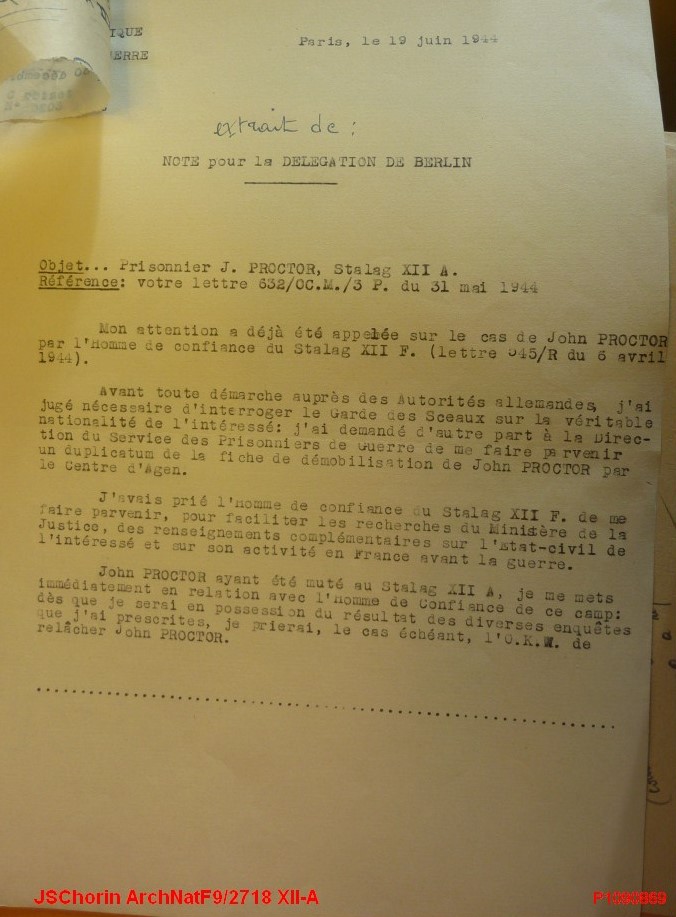 IQUE
Paris, le 19 juin 1944
ERRE
extrait de :
NOTE pour la DELEGATION DE BERLIN
Objet... Prisonnier J. PROCTOR, Stalag XII A.
Référence: votre lettre 632/OC.M./3 P. du 31 mai 1944
Mon attention a déjà été appelée sur le cas de John PROCTOR
par l'Homme de confiance du Stalag XII F. (lettre 045/R du 6 avril
1944).
Avant toute démarche auprès des Autorités allemandes, j'ai
jugé nécessaire d'interroger le Garde des Sceaux sur la véritable
nationalité de l'intéressé: j'ai demandé d'autre part à la Direc-
tion du Service des Prisonniers de Guerre de me faire parvenir
un duplicatum de la fiche de démobilisation de John PROCTOR par
le Centre d'Agen.
J'avais prié l'Homme de confiance du Stalag XII F. de me
faire parvenir, pour faciliter les recherches du Ministère de la
Justice, des renseignements complémentaires sur l'Etat-civil de
l'intéressé et sur son activité en France avant la guerre.
John PROCTOR ayant été muté au Stalag XII A, je me mets
immédiatement en relation avec l'Homme de Confiance de ce camp:
dès que je serai en possession du résultat des diverses enquêtes
que j'ai prescrites, je prierai, le cas échéant, l'O.K.W. de
relâcher John PROCTOR.
JSChorin ArchNatF9/2718 XII-A